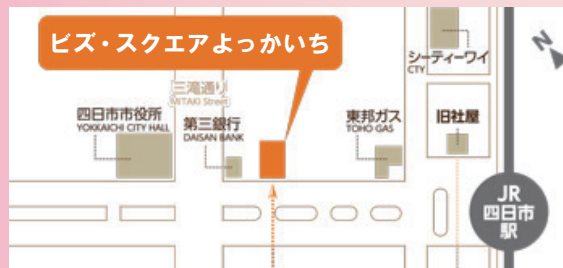 ビズ・スクエアよっかいち
シーティーワイ
CTY
N
三滝通り
MITAKI Street
四日市市役所
YOKKAICHI CITY HALL
第三銀行
DAISAN BANK
東邦ガス
TOHO GAS
旧社屋
JR
四日市
駅